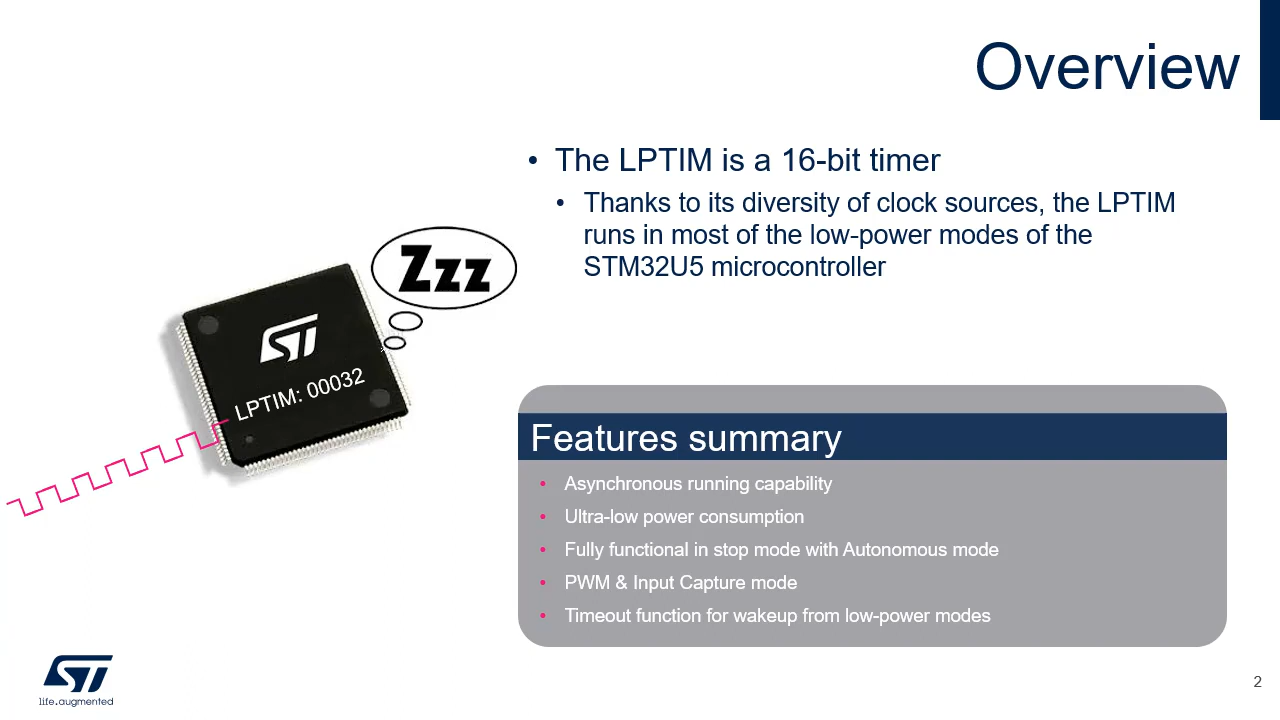 Overview
• The LPTIM is a 16-bit timer
• Thanks to its diversity of clock sources, the LPTIM
runs in most of the low-power modes of the
STM32U5 microcontroller
Zzz
ST
LPTIM: 00032
Features summary
• Asynchronous running capability
• Ultra-low power consumption
• Fully functional in stop mode with Autonomous mode
• PWM & Input Capture mode
• Timeout function for wakeup from low-power modes
ST
life.augmented
2